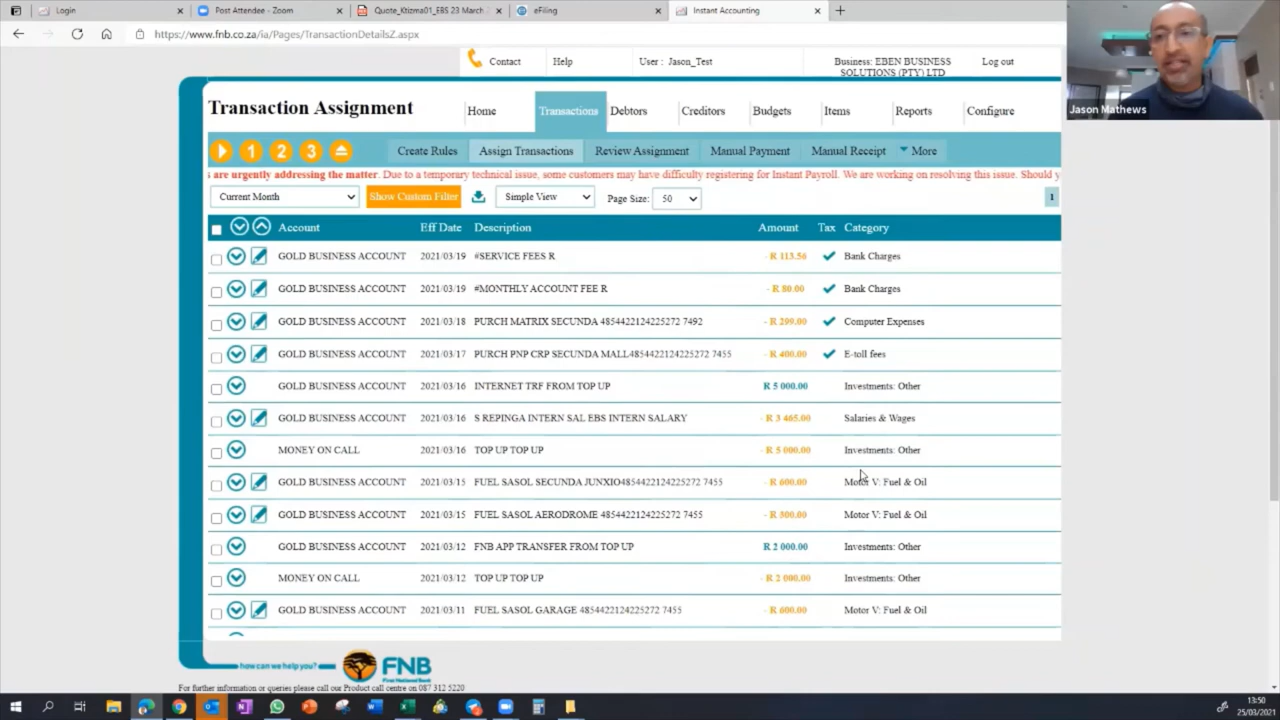 Login
Post Attendee - Zoom
Quote_Ktizma01_EBS 23 March
eFiling
Instant Accounting
https://www.fnb.co.za/ia/Pages/TransactionDetailsZ.aspx
Contact Help User : Jason_Test Business: EBEN BUSINESS SOLUTIONS (PTY) LTD Log out
Jason Mathews
Transaction Assignment
Home Transactions Debtors Creditors Budgets Items Reports Configure
1 2 3 Create Rules Assign Transactions Review Assignment Manual Payment Manual Receipt More
s are urgently addressing the matter. Due to a temporary technical issue, some customers may have difficulty registering for Instant Payroll. We are working on resolving this issue. Should y
Current Month Show Custom Filter Simple View Page Size: 50 1
Account Eff Date Description Amount Tax Category
GOLD BUSINESS ACCOUNT 2021/03/19 #SERVICE FEES R - R 113.56 Bank Charges
GOLD BUSINESS ACCOUNT 2021/03/19 #MONTHLY ACCOUNT FEE R - R 80.00 Bank Charges
GOLD BUSINESS ACCOUNT 2021/03/18 PURCH MATRIX SECUNDA 4854422124225272 7492 - R 299.00 Computer Expenses
GOLD BUSINESS ACCOUNT 2021/03/17 PURCH PNP CRP SECUNDA MALL4854422124225272 7455 - R 400.00 E-toll fees
GOLD BUSINESS ACCOUNT 2021/03/16 INTERNET TRF FROM TOP UP R 5 000.00 Investments: Other
GOLD BUSINESS ACCOUNT 2021/03/16 S REPINGA INTERN SAL EBS INTERN SALARY - R 3 465.00 Salaries & Wages
MONEY ON CALL 2021/03/16 TOP UP TOP UP - R 5 000.00 Investments: Other
GOLD BUSINESS ACCOUNT 2021/03/15 FUEL SASOL SECUNDA JUNXIO4854422124225272 7455 - R 600.00 Motor V: Fuel & Oil
GOLD BUSINESS ACCOUNT 2021/03/15 FUEL SASOL AERODROME 4854422124225272 7455 - R 300.00 Motor V: Fuel & Oil
GOLD BUSINESS ACCOUNT 2021/03/12 FNB APP TRANSFER FROM TOP UP R 2 000.00 Investments: Other
MONEY ON CALL 2021/03/12 TOP UP TOP UP - R 2 000.00 Investments: Other
GOLD BUSINESS ACCOUNT 2021/03/11 FUEL SASOL GARAGE 4854422124225272 7455 - R 600.00 Motor V: Fuel & Oil
how can we help you? FNB
First National Bank
For further information or queries please call our Product call centre on 087 312 5220
13:50
25/03/2021